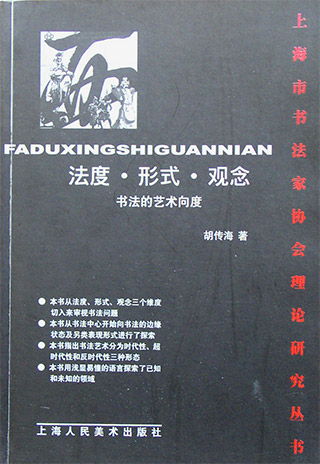 FADUXINGSHIGUANNIAN
法度·形式·观念
书法的艺术向度
胡传海 著
●本书从法度、形式、观念三个维度
切入来审视书法问题
●本书从书法中心开始向书法的边缘
状态及另类表现形式进行了探索
●本书指出书法艺术分为时代性、超
时代性和反时代性三种形态
●本书用浅显易懂的语言探索了已知
和未知的领域
上海人民美术出版社
上海市书法家协会理论研究丛书